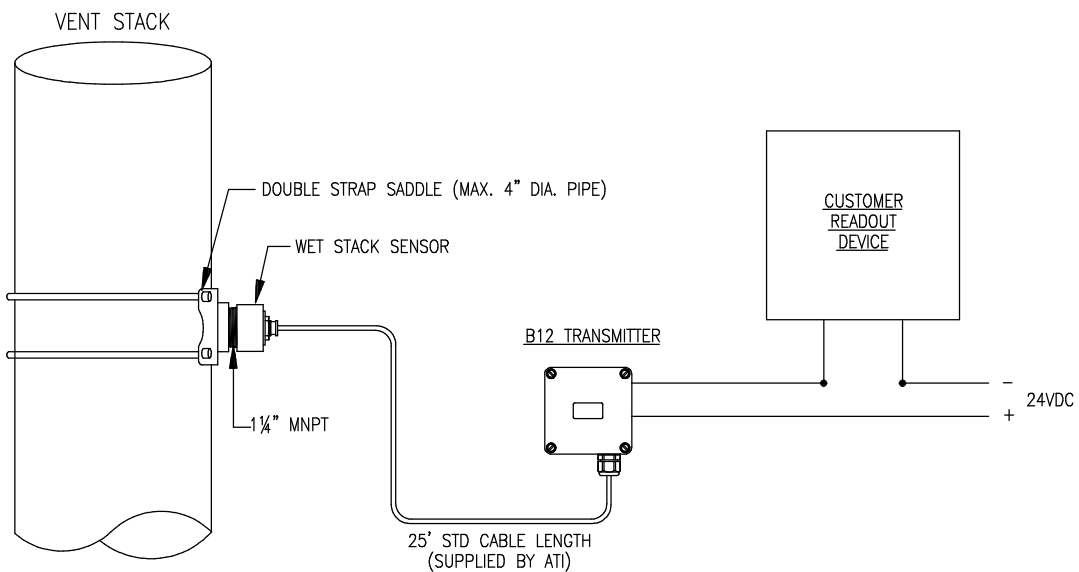 VENT STACK
DOUBLE STRAP SADDLE (MAX. 4" DIA. PIPE)
WET STACK SENSOR
1¼" MNPT
25' STD CABLE LENGTH
(SUPPLIED BY ATI)
B12 TRANSMITTER
CUSTOMER
READOUT
DEVICE
-
24VDC
+